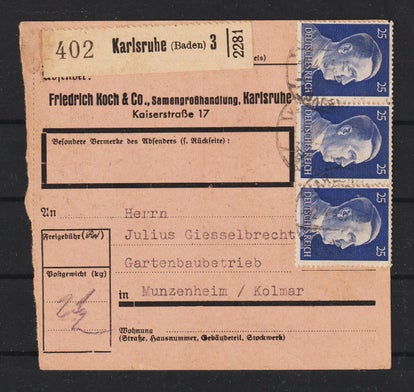 402 Karlsruhe (Baden) 3 2281
Absender:
Friedrich Koch & Co., Samengroßhandlung, Karlsruhe
Kaiserstraße 17
Besondere Vermerke des Absenders (s. Rückseite):
An
Herrn
Julius Giesselbrecht
Gartenbaubetrieb
in Munzenheim / Kolmar
Freigebühr (Rℳ)
Postgewicht (kg)
Wohnung
(Straße, Hausnummer, Gebäudeteil, Stockwerk)
25
DEUTSCHES REICH
25
DEUTSCHES REICH
25
DEUTSCHES REICH